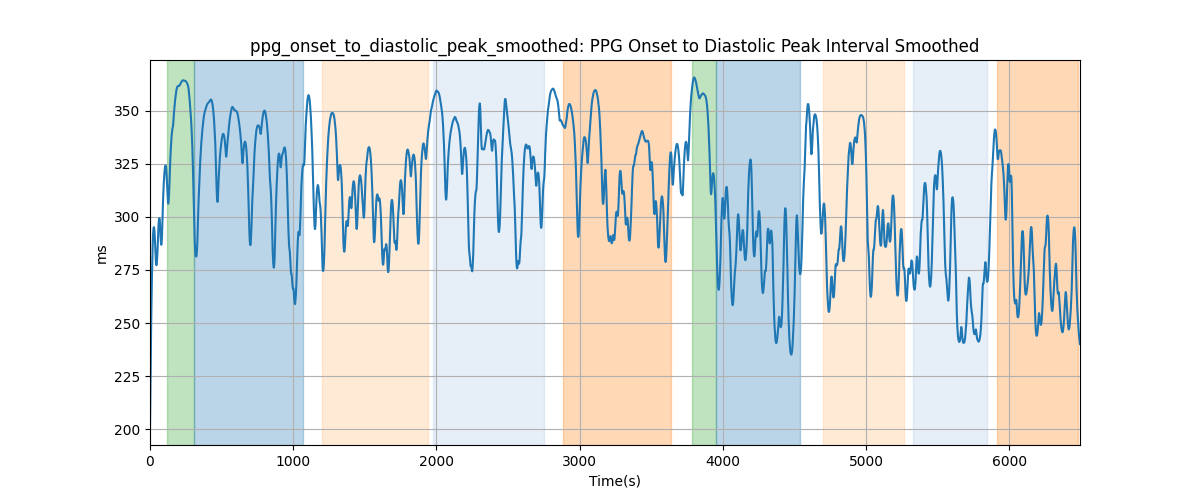 ppg_onset_to_diastolic_peak_smoothed: PPG Onset to Diastolic Peak Interval Smoothed
350
325
300
275
250
225
200
ms
0 1000 2000 3000 4000 5000 6000
Time(s)